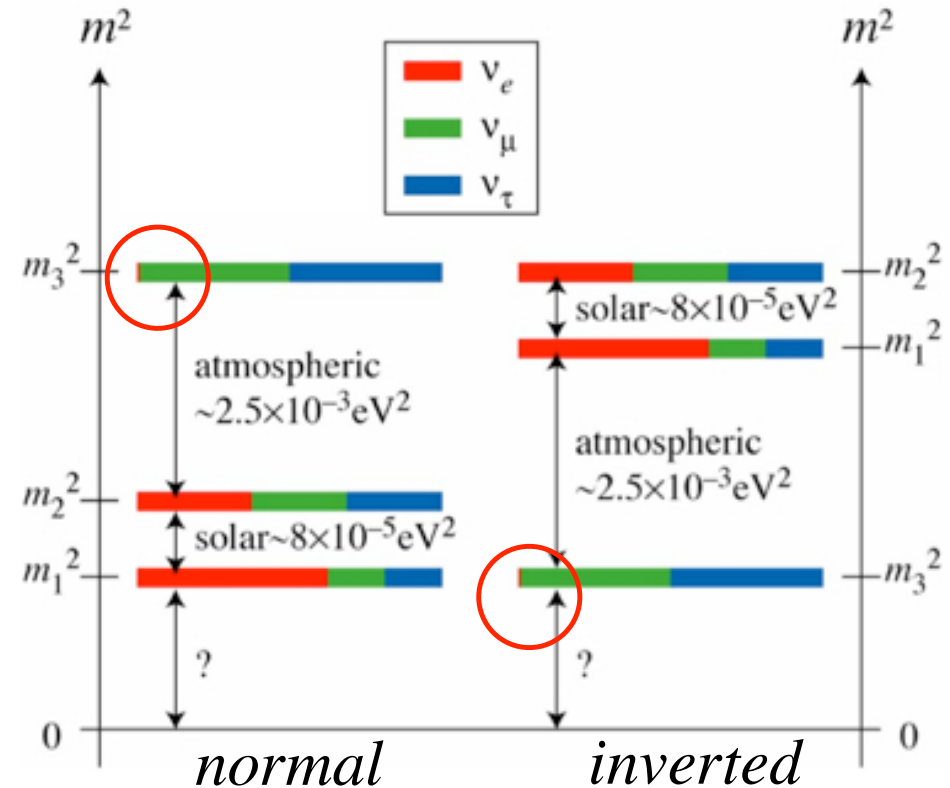 m² m²
νe
νμ
ντ
m₃² m₂²
solar~8×10⁻⁵eV²
m₁²
atmospheric
~2.5×10⁻³eV²
atmospheric
~2.5×10⁻³eV²
m₂²
solar~8×10⁻⁵eV²
m₁² m₃²
? ?
0 0
normal inverted